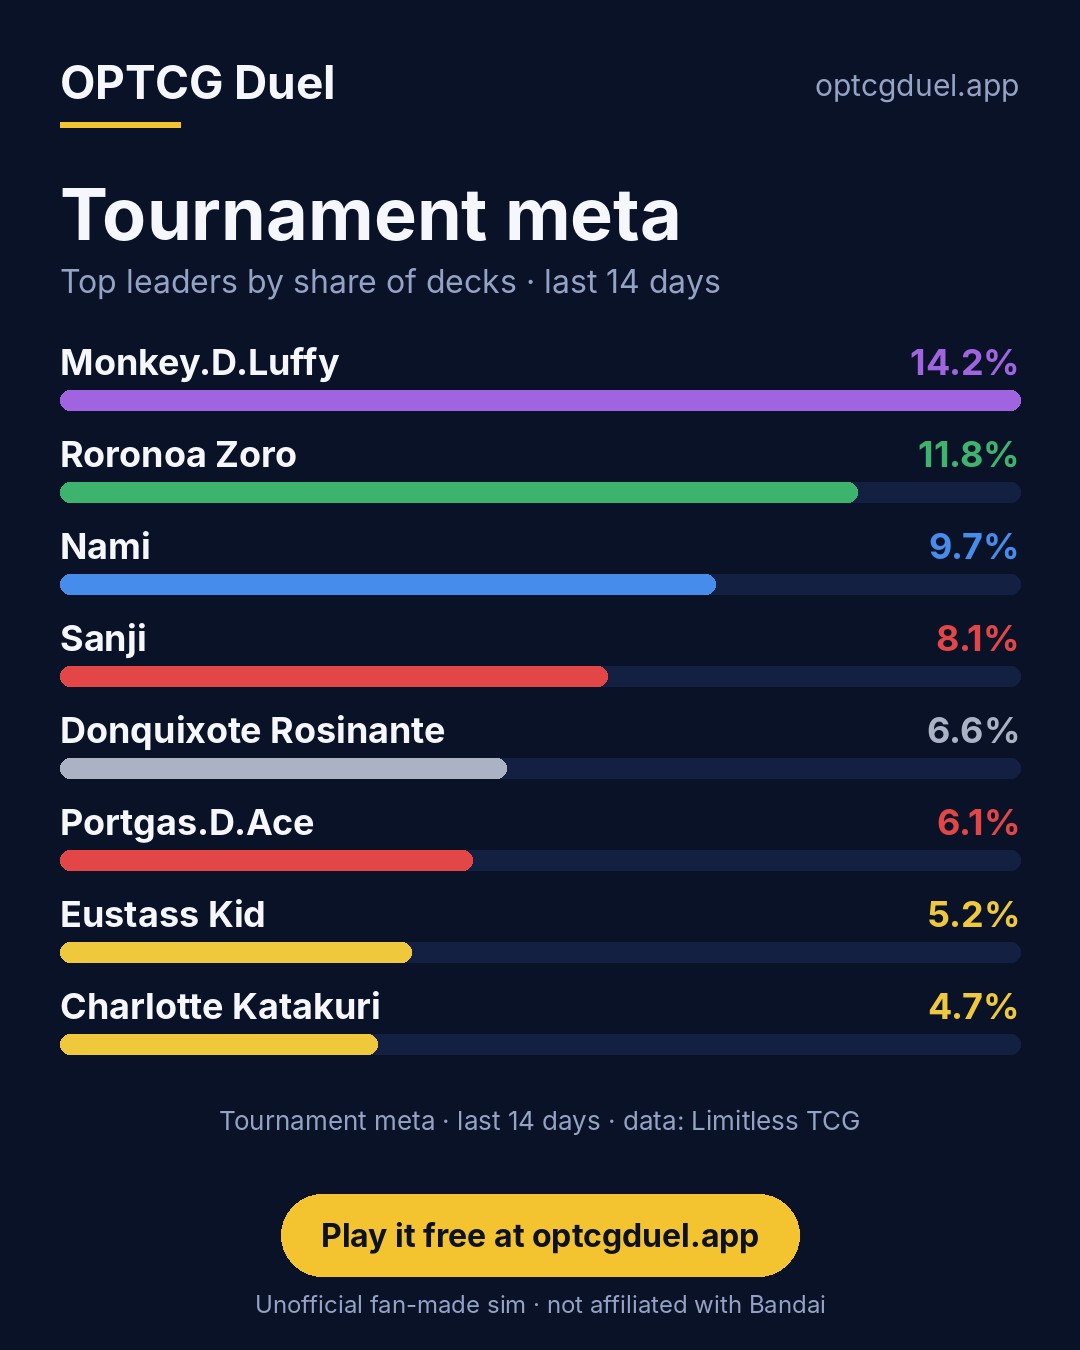 OPTCG Duel
optcgduel.app
Tournament meta
Top leaders by share of decks · last 14 days
Monkey.D.Luffy 14.2%
Roronoa Zoro 11.8%
Nami 9.7%
Sanji 8.1%
Donquixote Rosinante 6.6%
Portgas.D.Ace 6.1%
Eustass Kid 5.2%
Charlotte Katakuri 4.7%
Tournament meta · last 14 days · data: Limitless TCG
Play it free at optcgduel.app
Unofficial fan-made sim · not affiliated with Bandai